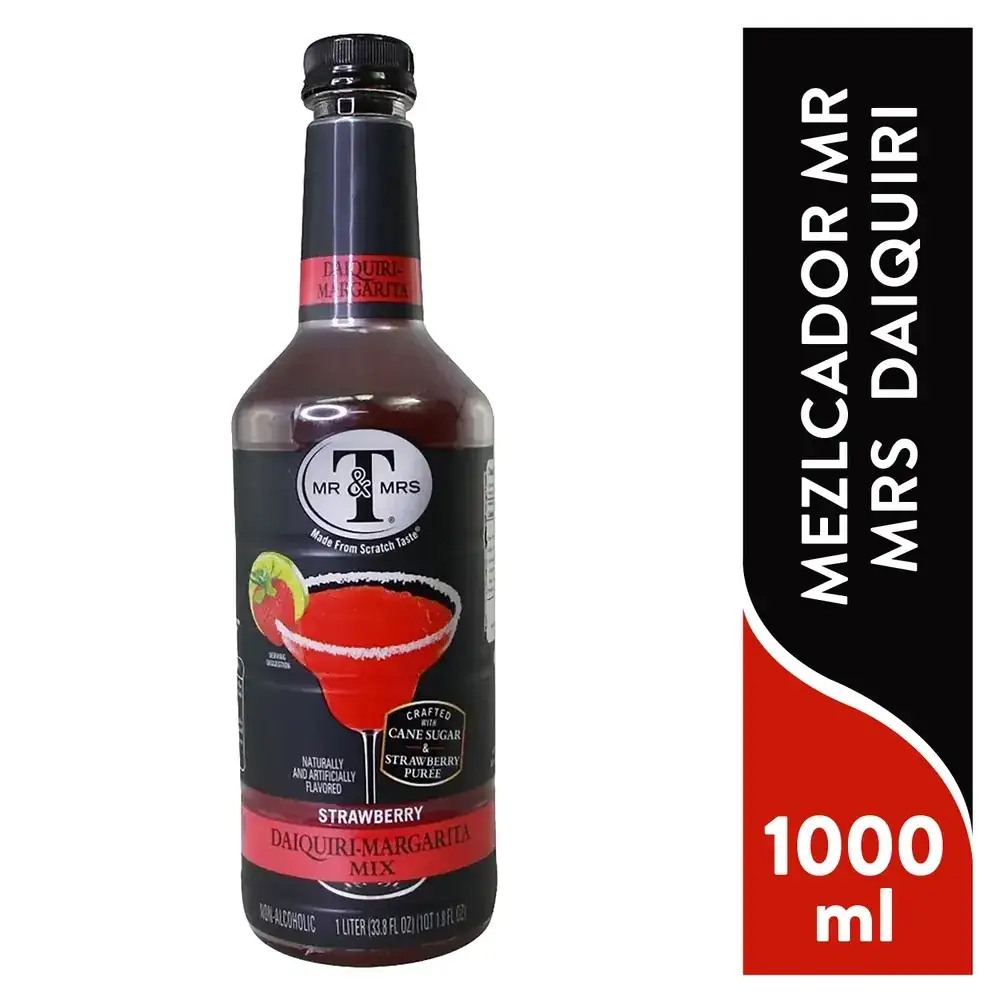 DAIQUIRI-
MARGARITA
T
MR & MRS
Made From Scratch Taste®
SERVING
SUGGESTION
CRAFTED
WITH
CANE SUGAR
&
STRAWBERRY
PURÉE
NATURALLY
AND ARTIFICIALLY
FLAVORED
STRAWBERRY
DAIQUIRI-MARGARITA
MIX
NON-ALCOHOLIC 1 LITER (33.8 FL OZ) (1QT 1.8 FL OZ)
MEZLCADOR MR
MRS DAIQUIRI
1000
ml